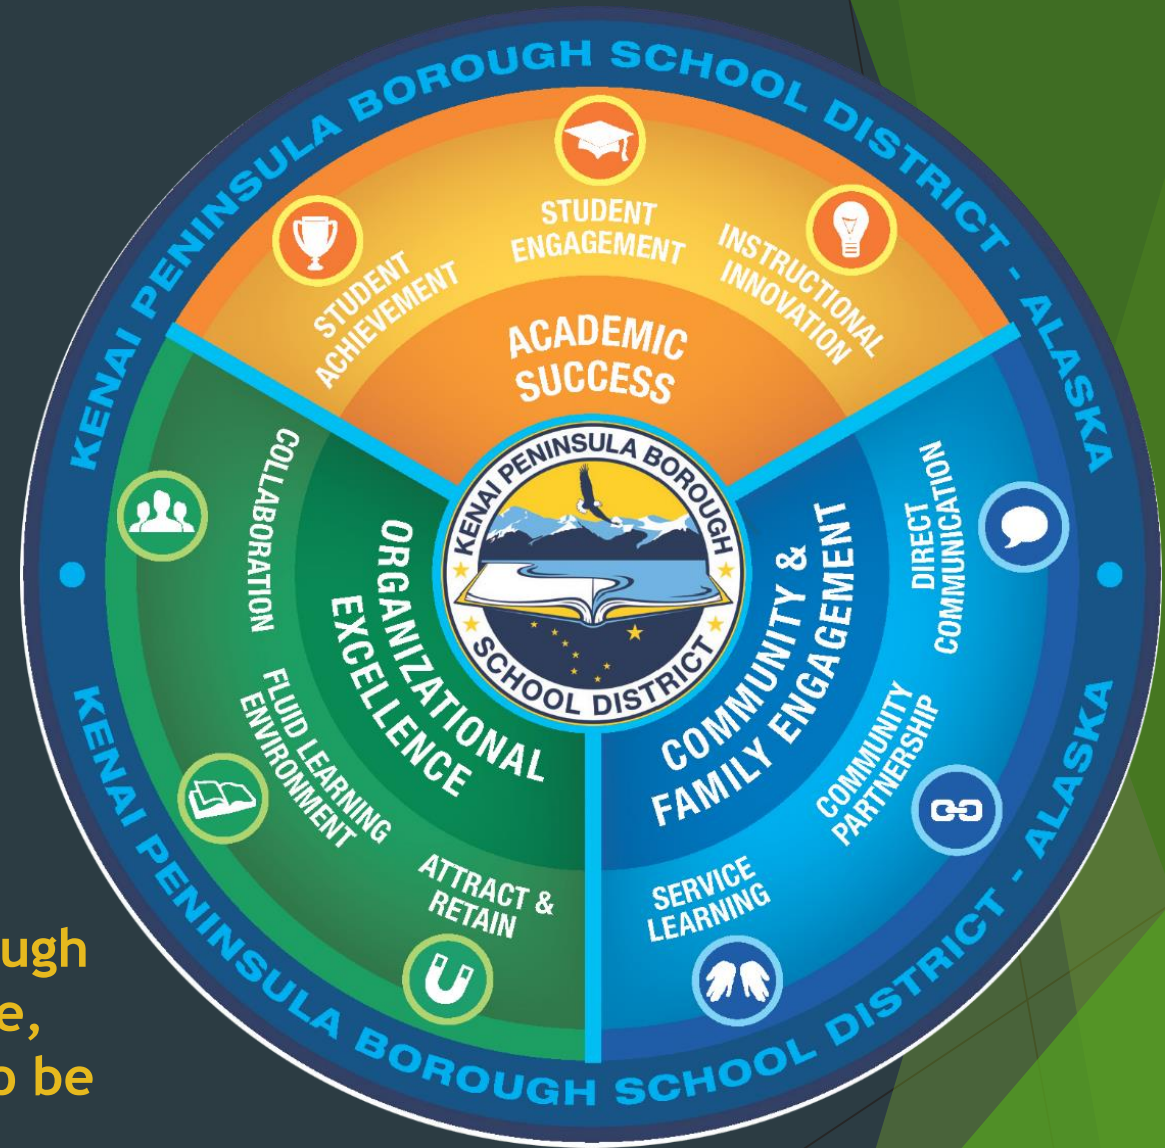 KENAI PENINSULA BOROUGH SCHOOL DISTRICT - ALASKA
STUDENT
ACHIEVEMENT
STUDENT
ENGAGEMENT
INSTRUCTIONAL
INNOVATION
ACADEMIC
SUCCESS
COLLABORATION
FLUID LEARNING
ENVIRONMENT
ATTRACT &
RETAIN
ORGANIZATIONAL
EXCELLENCE
KENAI PENINSULA BOROUGH
SCHOOL DISTRICT
COMMUNITY &
FAMILY ENGAGEMENT
DIRECT
COMMUNICATION
COMMUNITY
PARTNERSHIP
SERVICE
LEARNING
KENAI PENINSULA BOROUGH SCHOOL DISTRICT - ALASKA
ugh
e,
o be